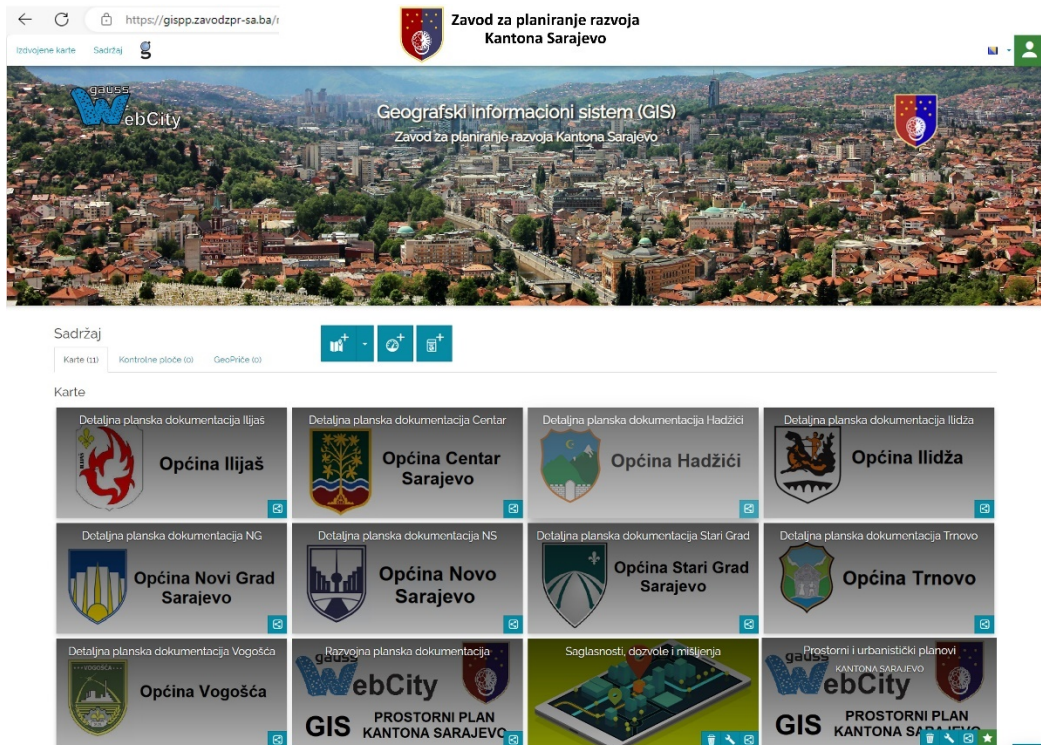 https://gispp.zavodzpr-sa.ba/
Zavod za planiranje razvoja
Kantona Sarajevo
Izdvojene karte Sadržaj g
gauss
WebCity
Geografski informacioni sistem (GIS)
Zavod za planiranje razvoja Kantona Sarajevo
Sadržaj
Karte (11) Kontrolne ploče (0) GeoPriče (0)
Karte
Detaljna planska dokumentacija Ilijaš
Općina Ilijaš
Detaljna planska dokumentacija Centar
Općina Centar
Sarajevo
Detaljna planska dokumentacija Hadžići
Općina Hadžići
Detaljna planska dokumentacija Ilidža
Općina Ilidža
Detaljna planska dokumentacija NG
Općina Novi Grad
Sarajevo
Detaljna planska dokumentacija NS
Općina Novo
Sarajevo
Detaljna planska dokumentacija Stari Grad
Općina Stari Grad
Sarajevo
Detaljna planska dokumentacija Trnovo
Općina Trnovo
Detaljna planska dokumentacija Vogošća
VOGOŠĆA
Općina Vogošća
Razvojna planska dokumentacija
gauss
WebCity
GIS PROSTORNI PLAN
KANTONA SARAJEVO
Saglasnosti, dozvole i mišljenja
Prostorni i urbanistički planovi
KANTONA SARAJEVO
gauss
WebCity
GIS PROSTORNI PLAN
KANTONA